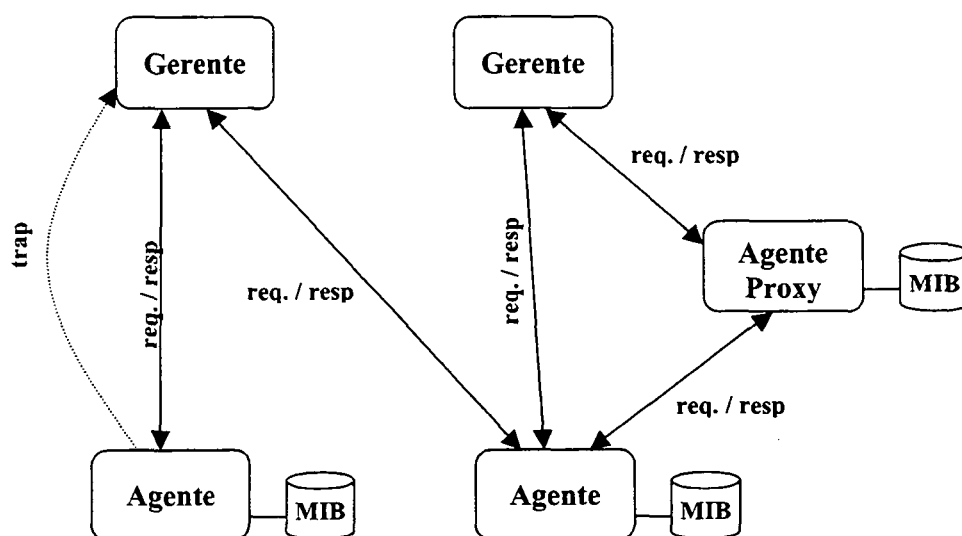 Gerente
Gerente
req. / resp
trap
req. / resp
req. / resp
req. / resp
Agente
Proxy
MIB
req. / resp
Agente
MIB
Agente
MIB